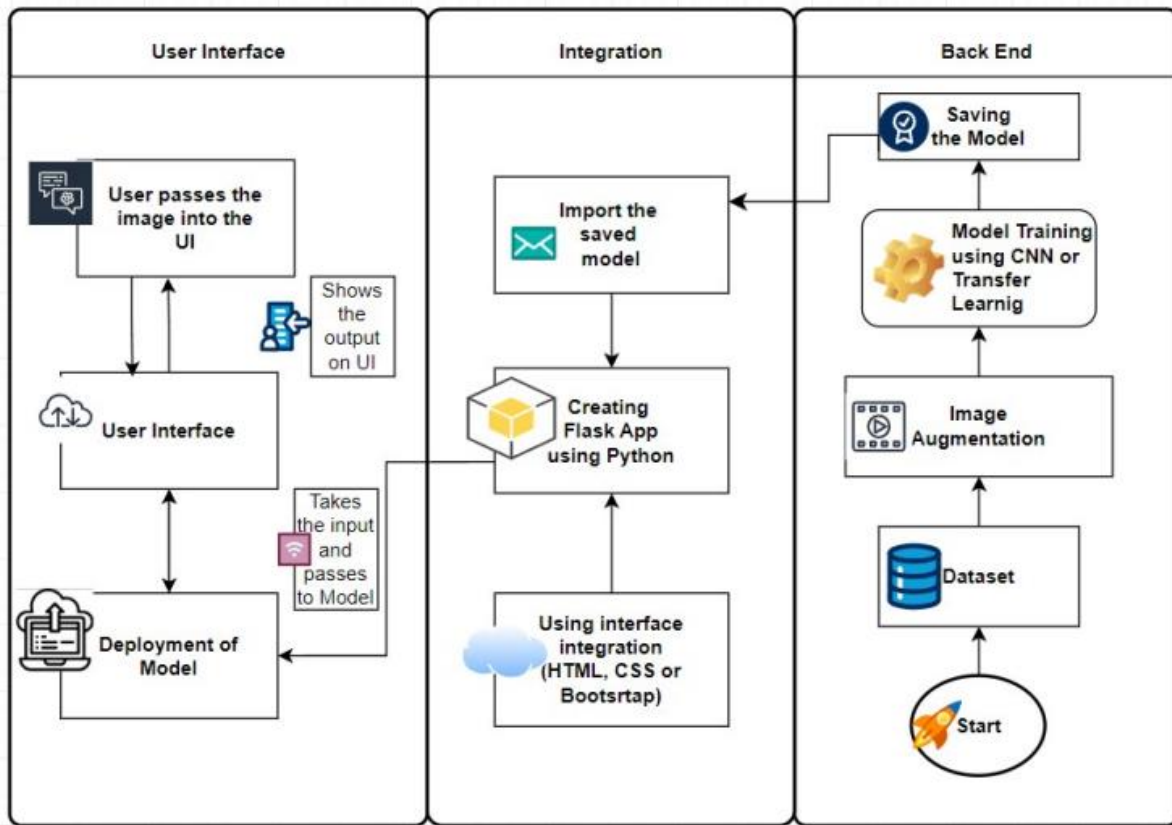 User Interface
Integration
Back End
User passes the
image into the
UI
Shows
the
output
on UI
User Interface
Takes
the input
and
passes
to Model
Deployment of
Model
Import the
saved
model
Creating
Flask App
using Python
Using interface
integration
(HTML, CSS or
Bootsrtap)
Saving
the Model
Model Training
using CNN or
Transfer
Learnig
Image
Augmentation
Dataset
Start